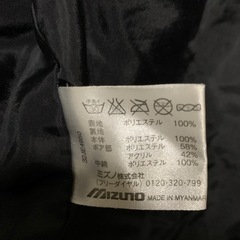 表地 ポリエステル 100%
裏地
本体 ポリエステル 100%
ボア部 ポリエステル 58%
アクリル 42%
中綿 ポリエステル 100%
ミズノ株式会社
(フリーダイヤル) 0120-320-799
MIZUNO MADE IN MYANMAR